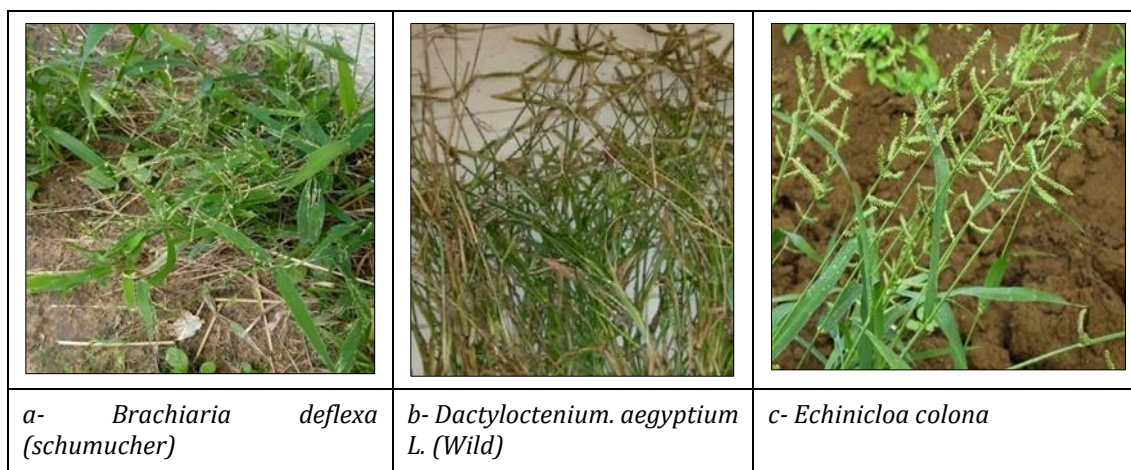 a- Brachiaria deflexa
(schumucher)
b- Dactyloctenium. aegyptium
L. (Wild)
c- Echinicloa colona